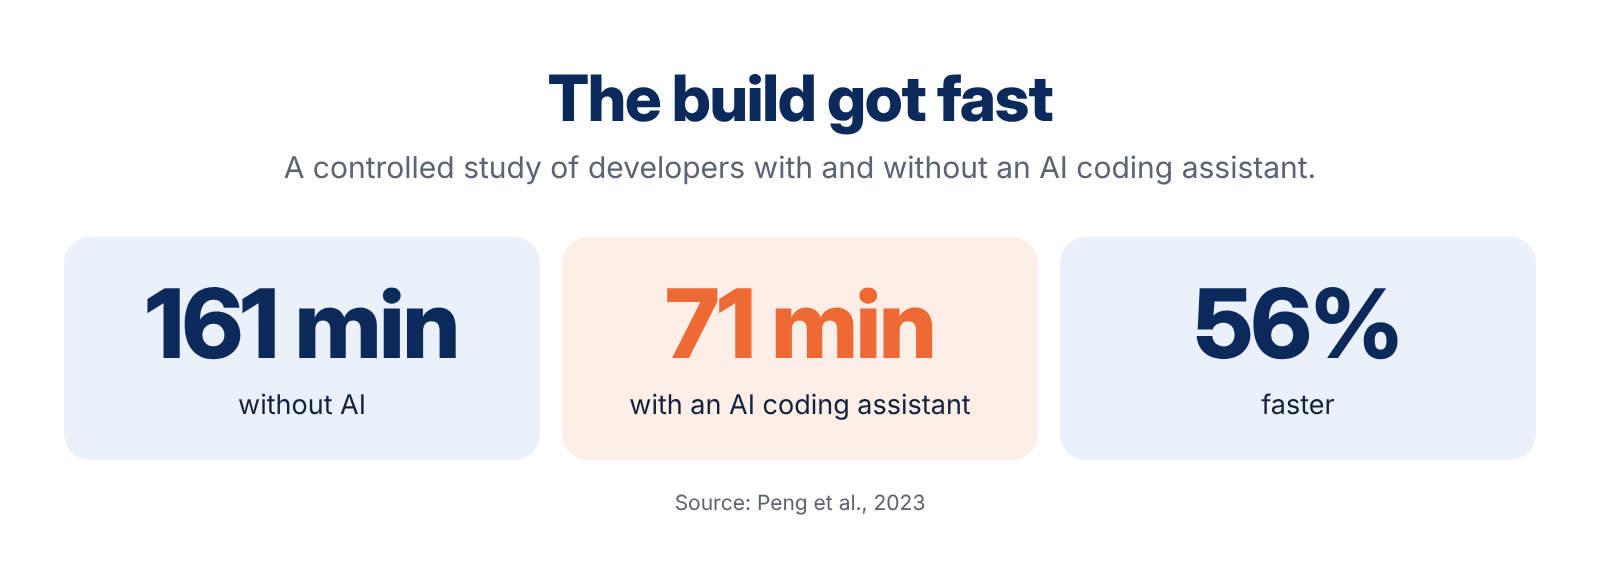 The build got fast
A controlled study of developers with and without an AI coding assistant.
161 min
without AI
71 min
with an AI coding assistant
56%
faster
Source: Peng et al., 2023